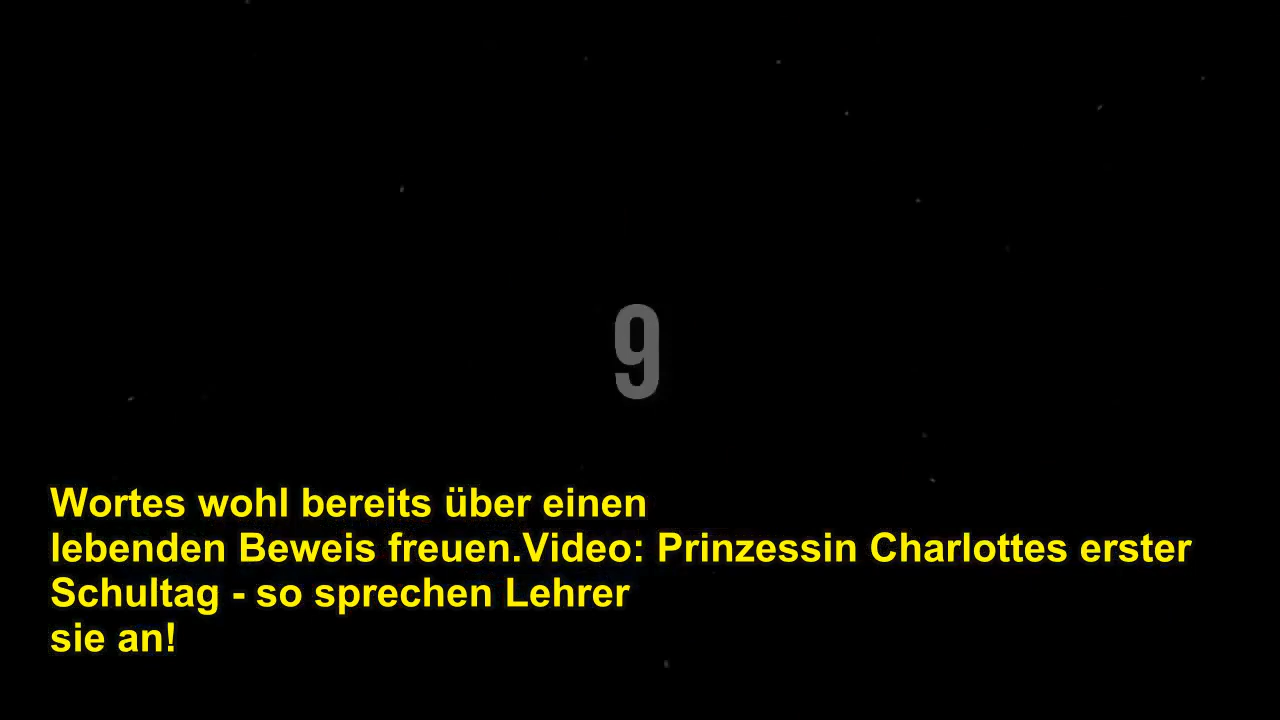 9
Wortes wohl bereits über einen
lebenden Beweis freuen.Video: Prinzessin Charlottes erster
Schultag - so sprechen Lehrer
sie an!